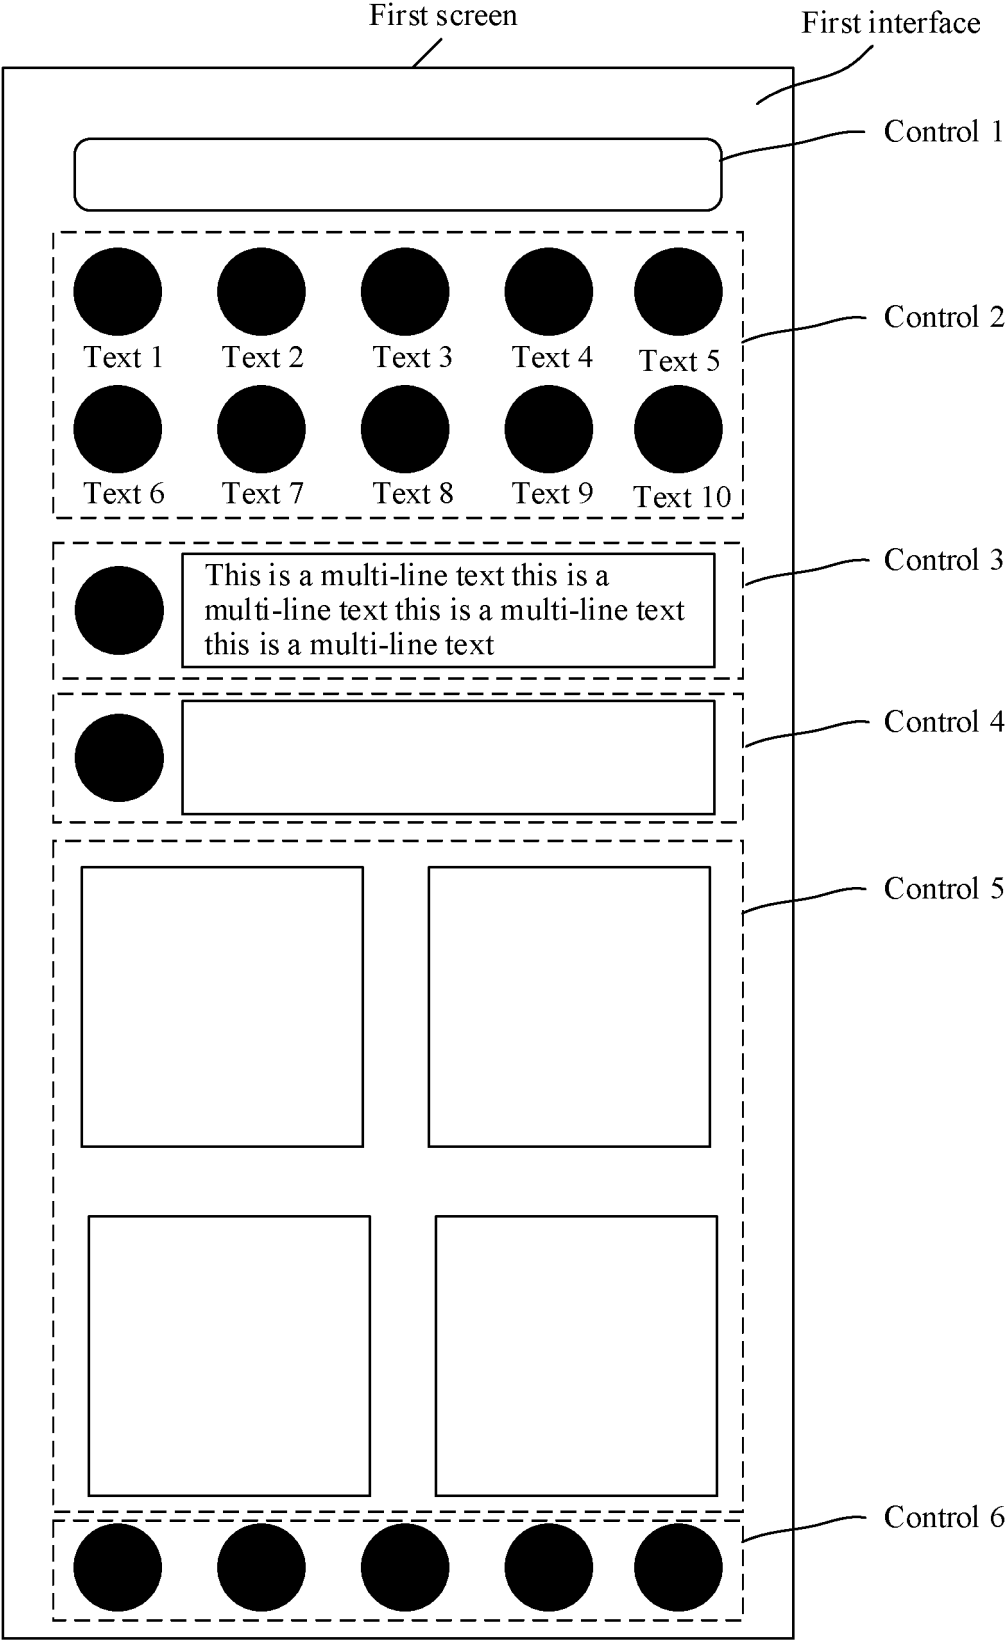 First screen
First interface
Control 1
Control 2
Text 1 Text 2 Text 3 Text 4 Text 5
Text 6 Text 7 Text 8 Text 9 Text 10
Control 3
This is a multi-line text this is a
multi-line text this is a multi-line text
this is a multi-line text
Control 4
Control 5
Control 6